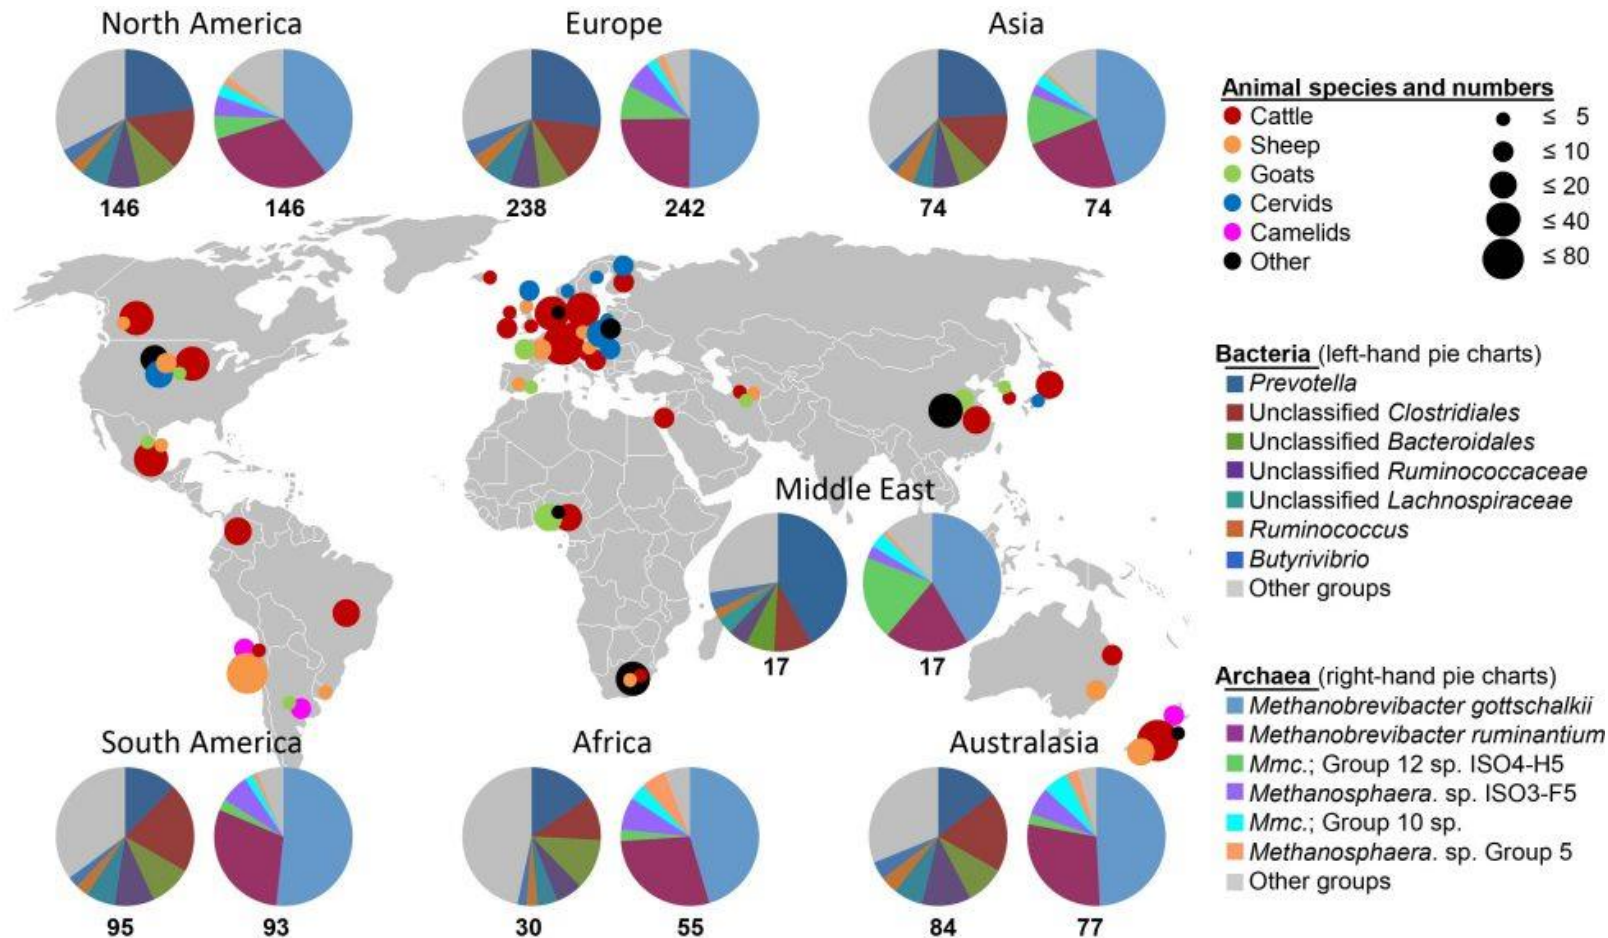 North America
Europe
Asia
146
146
238
242
74
74
Animal species and numbers
Cattle
Sheep
Goats
Cervids
Camelids
Other
≤ 5
≤ 10
≤ 20
≤ 40
≤ 80
Bacteria (left-hand pie charts)
Prevotella
Unclassified Clostridiales
Unclassified Bacteroidales
Unclassified Ruminococcaceae
Unclassified Lachnospiraceae
Ruminococcus
Butyrivibrio
Other groups
Middle East
17
17
Archaea (right-hand pie charts)
Methanobrevibacter gottschalkii
Methanobrevibacter ruminantium
Mmc.; Group 12 sp. ISO4-H5
Methanosphaera. sp. ISO3-F5
Mmc.; Group 10 sp.
Methanosphaera. sp. Group 5
Other groups
South America
Africa
Australasia
95
93
30
55
84
77